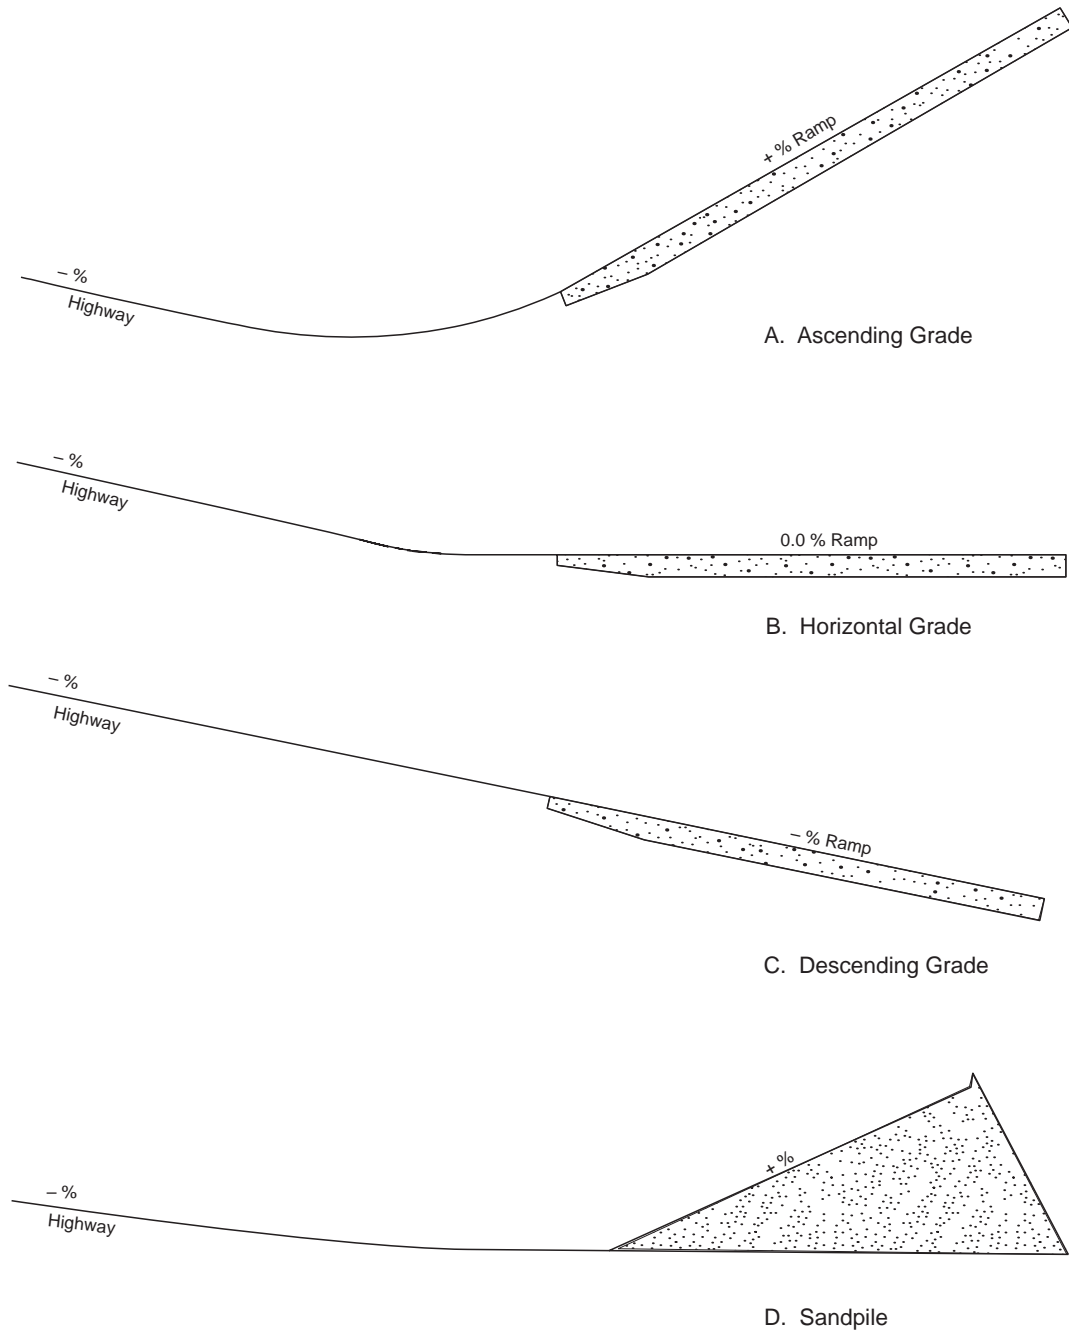 + % Ramp
– %
Highway
A.  Ascending Grade
– %
Highway
0.0 % Ramp
B.  Horizontal Grade
– %
Highway
– % Ramp
C.  Descending Grade
+ %
– %
Highway
D.  Sandpile